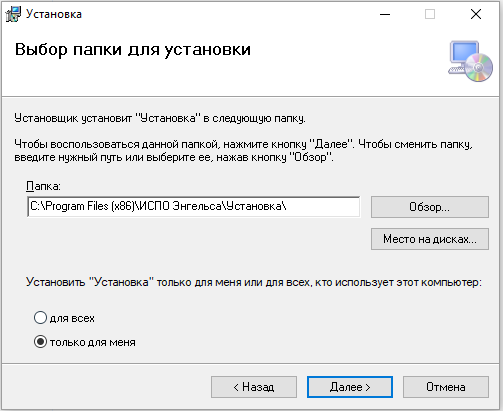 Установка
Выбор папки для установки
Установщик установит "Установка" в следующую папку.
Чтобы воспользоваться данной папкой, нажмите кнопку "Далее". Чтобы сменить папку,
введите нужный путь или выберите ее, нажав кнопку "Обзор".
Папка:
C:\Program Files (x86)\ИСПО Энгельса\Установка\
Обзор...
Место на дисках...
Установить "Установка" только для меня или для всех, кто использует этот компьютер:
для всех
только для меня
< Назад
Далее >
Отмена